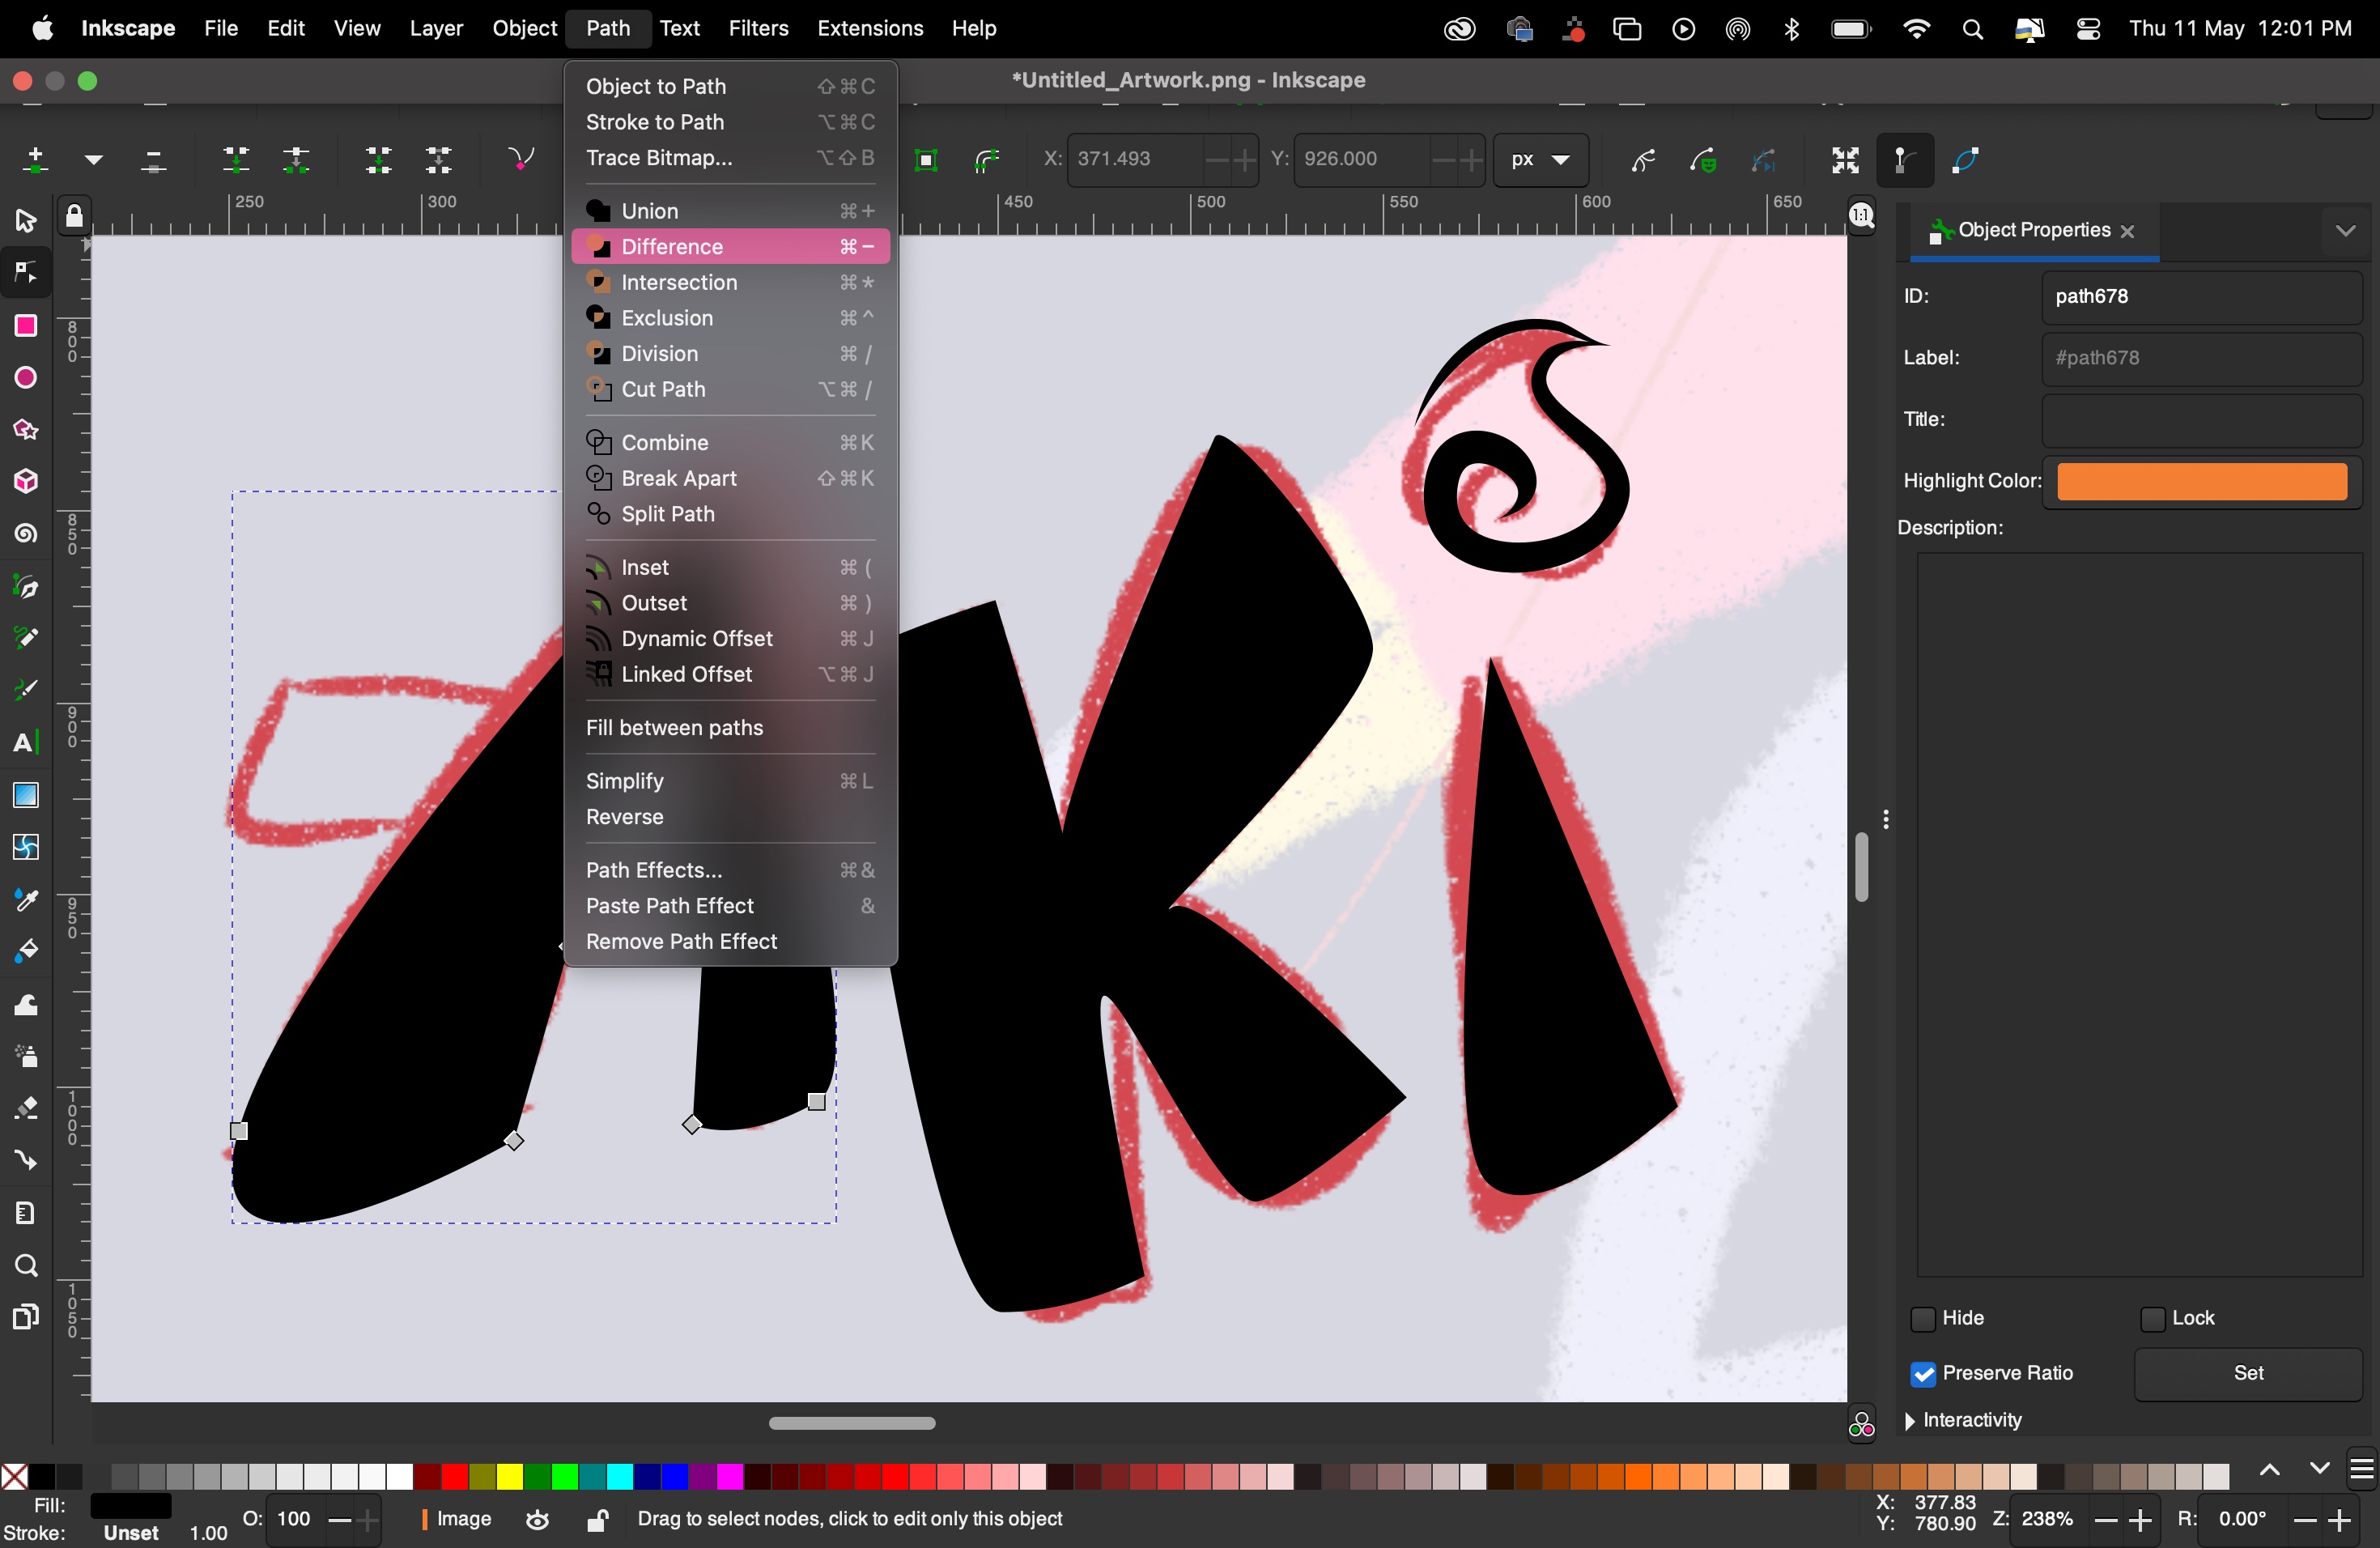 Inkscape File Edit View Layer Object Path Text Filters Extensions Help Thu 11 May 12:01 PM
*Untitled_Artwork.png - Inkscape
Object to Path ⇧⌘C
Stroke to Path ⌥⌘C
Trace Bitmap... ⌥⇧B
X: 371.493 Y: 926.000 px
250 300 450 500 550 600 650
1:1
Union ⌘+
Difference ⌘−
Intersection ⌘*
Exclusion ⌘^
Division ⌘/
Cut Path ⌥⌘/
Combine ⌘K
Break Apart ⇧⌘K
Split Path
Inset ⌘(
Outset ⌘)
Dynamic Offset ⌘J
Linked Offset ⌥⌘J
Fill between paths
Simplify ⌘L
Reverse
Path Effects... ⌘&
Paste Path Effect &
Remove Path Effect
800
850
900
950
1000
1050
AKI
Object Properties
ID: path678
Label: #path678
Title:
Highlight Color:
Description:
Hide Lock
Preserve Ratio Set
Interactivity
Fill:
Stroke: Unset 1.00
O: 100
Image
Drag to select nodes, click to edit only this object
X: 377.83
Y: 780.90
Z: 238%
R: 0.00°